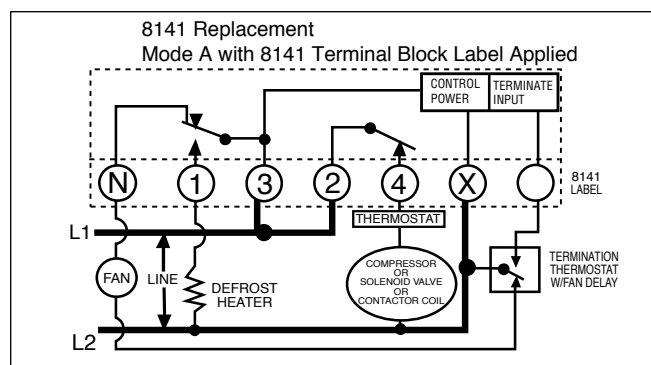 8141 Replacement
Mode A with 8141 Terminal Block Label Applied
CONTROL
POWER
TERMINATE
INPUT
N
1
3
2
4
X
8141
LABEL
L1
THERMOSTAT
FAN
LINE
DEFROST
HEATER
COMPRESSOR
OR
SOLENOID VALVE
OR
CONTACTOR COIL
TERMINATION
THERMOSTAT
W/FAN DELAY
L2